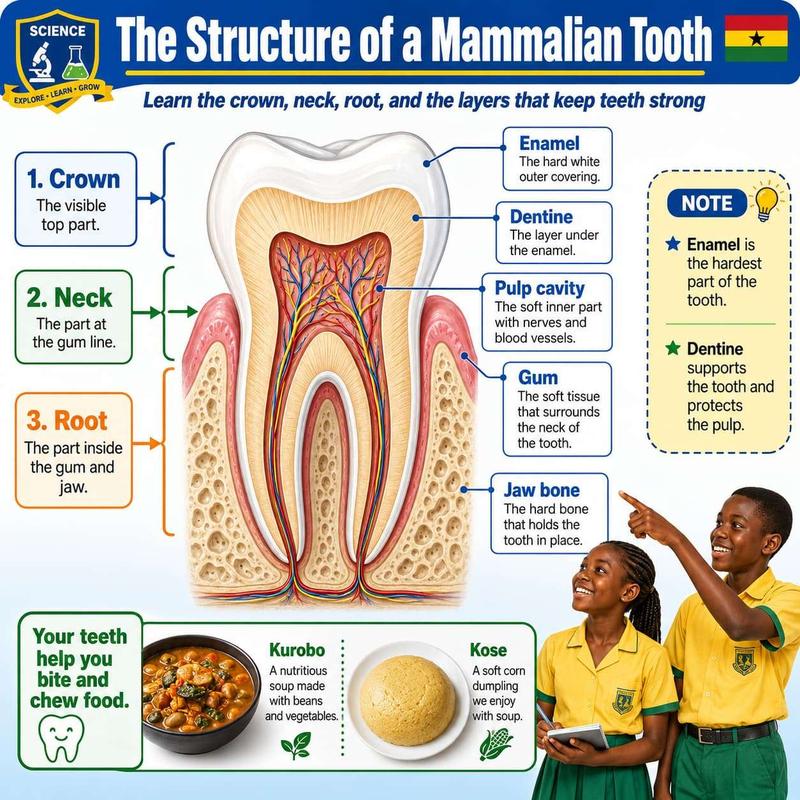 SCIENCE
EXPLORE • LEARN • GROW
The Structure of a Mammalian Tooth
Learn the crown, neck, root, and the layers that keep teeth strong
1. Crown
The visible
top part.
2. Neck
The part at
the gum line.
3. Root
The part inside
the gum and
jaw.
Enamel
The hard white
outer covering.
Dentine
The layer under
the enamel.
Pulp cavity
The soft inner part
with nerves and
blood vessels.
Gum
The soft tissue
that surrounds
the neck of
the tooth.
Jaw bone
The hard bone
that holds the
tooth in place.
NOTE
Enamel is
the hardest
part of the
tooth.
Dentine
supports
the tooth and
protects
the pulp.
Your teeth
help you
bite and
chew food.
Kurobo
A nutritious
soup made
with beans
and vegetables.
Kose
A soft corn
dumpling
we enjoy
with soup.